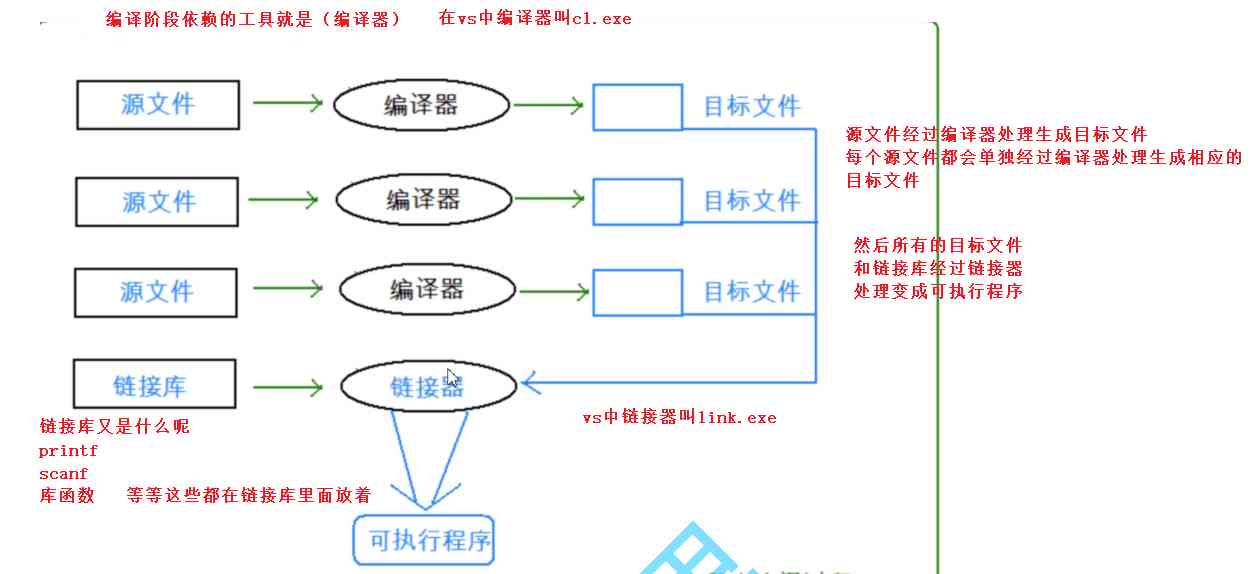 编译阶段依赖的工具就是（编译器） 在vs中编译器叫cl.exe
源文件 编译器 目标文件
源文件经过编译器处理生成目标文件
每个源文件都会单独经过编译器处理生成相应的
目标文件
源文件 编译器 目标文件
然后所有的目标文件
和链接库经过链接器
处理变成可执行程序
源文件 编译器 目标文件
链接库 链接器
vs中链接器叫link.exe
链接库又是什么呢
printf
scanf
库函数 等等这些都在链接库里面放着
可执行程序